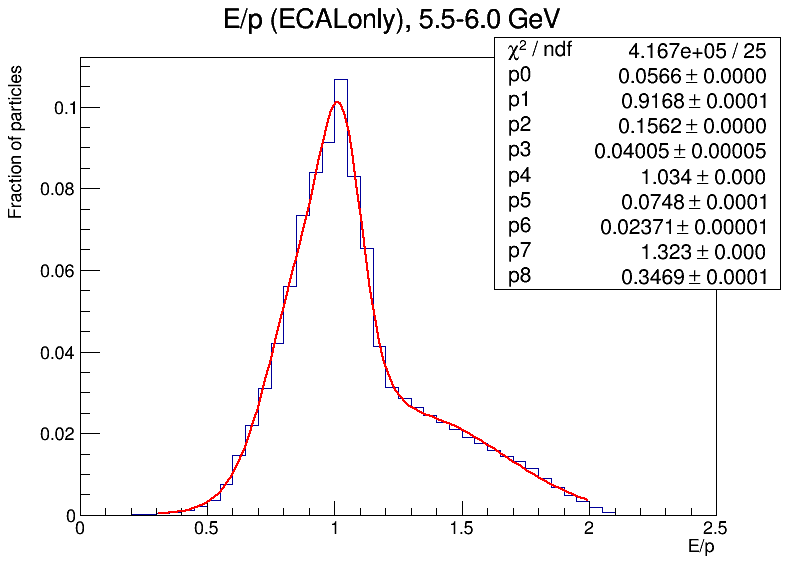 E/p (ECALonly), 5.5-6.0 GeV
χ² / ndf 4.167e+05 / 25
p0 0.0566 ± 0.0000
p1 0.9168 ± 0.0001
p2 0.1562 ± 0.0000
p3 0.04005 ± 0.00005
p4 1.034 ± 0.000
p5 0.0748 ± 0.0001
p6 0.02371 ± 0.00001
p7 1.323 ± 0.000
p8 0.3469 ± 0.0001
Fraction of particles
0.1
0.08
0.06
0.04
0.02
0
0 0.5 1 1.5 2 2.5
E/p